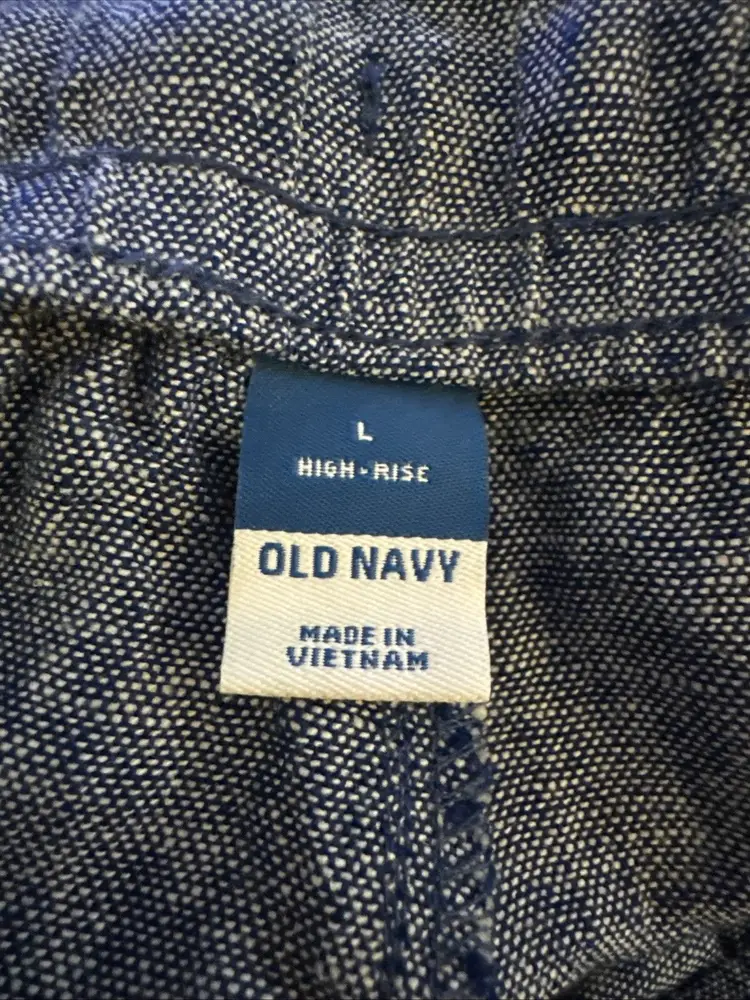 L
HIGH-RISE
OLD NAVY
MADE IN
VIETNAM